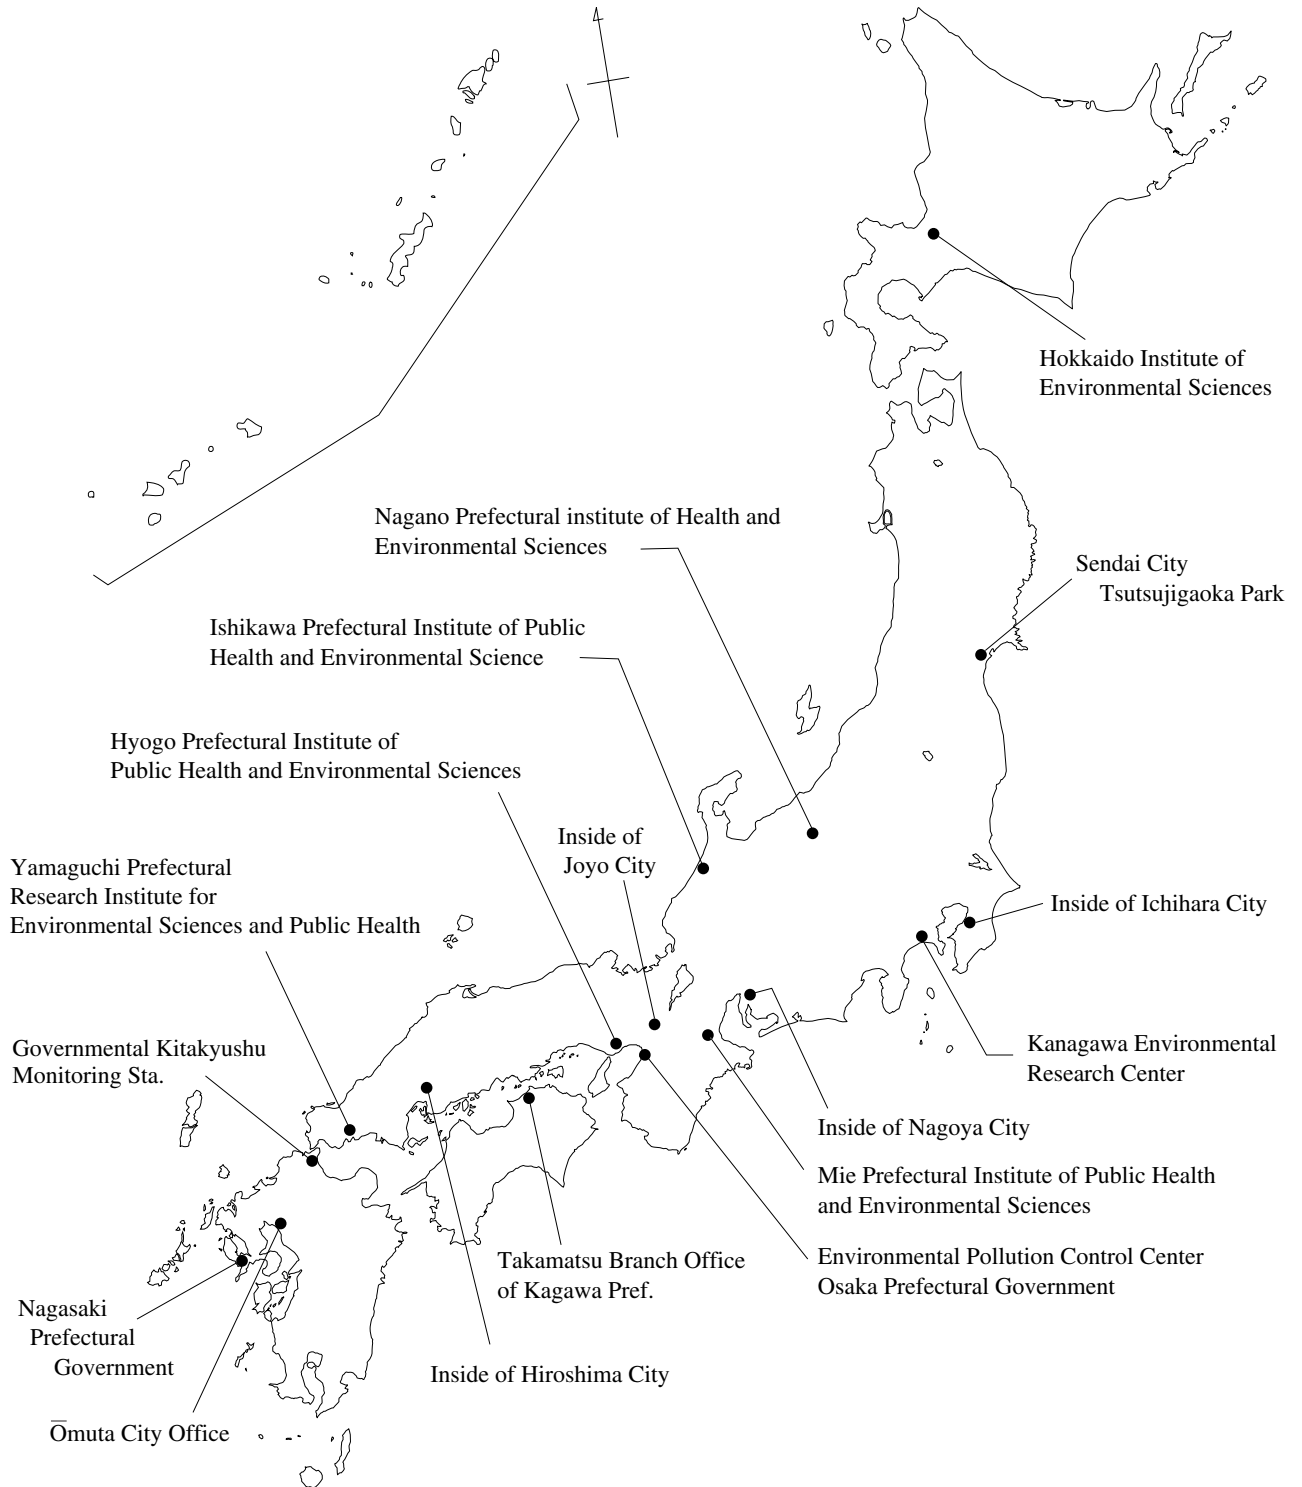 Hokkaido Institute of
Environmental Sciences
Nagano Prefectural institute of Health and
Environmental Sciences
Sendai City
Tsutsujigaoka Park
Ishikawa Prefectural Institute of Public
Health and Environmental Science
Hyogo Prefectural Institute of
Public Health and Environmental Sciences
Inside of
Joyo City
Yamaguchi Prefectural
Research Institute for
Environmental Sciences and Public Health
Inside of Ichihara City
Governmental Kitakyushu
Monitoring Sta.
Kanagawa Environmental
Research Center
Inside of Nagoya City
Mie Prefectural Institute of Public Health
and Environmental Sciences
Takamatsu Branch Office
of Kagawa Pref.
Environmental Pollution Control Center
Osaka Prefectural Government
Nagasaki
Prefectural
Government
Inside of Hiroshima City
Ōmuta City Office